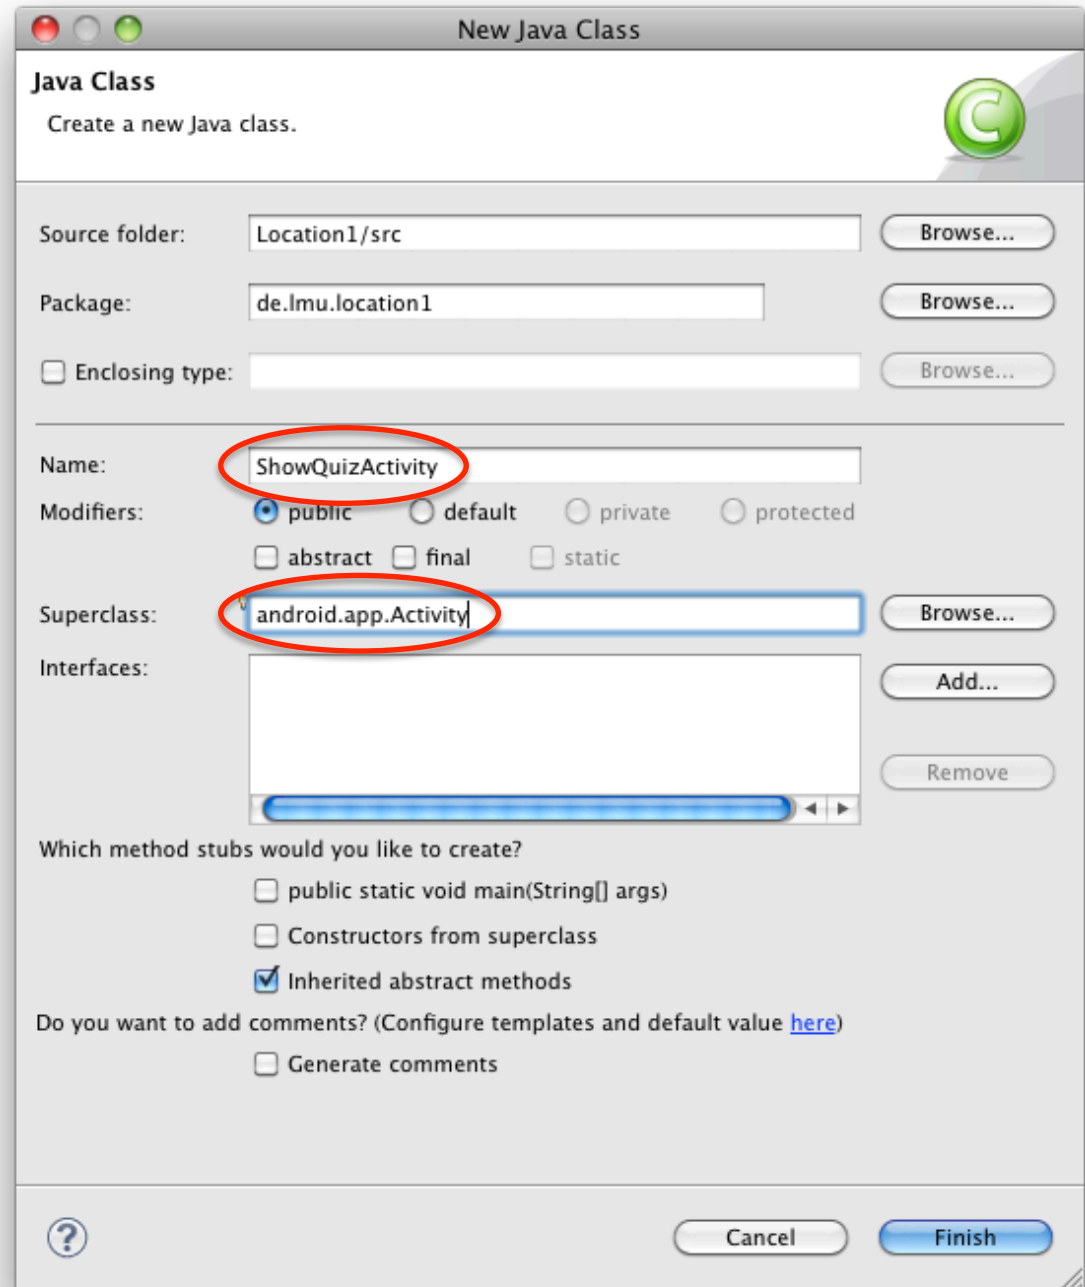 New Java Class
Java Class
Create a new Java class.
C
Source folder: Location1/src Browse...
Package: de.lmu.location1 Browse...
Enclosing type: Browse...
Name: ShowQuizActivity
Modifiers: public default private protected
abstract final static
Superclass: android.app.Activity Browse...
Interfaces: Add...
Remove
Which method stubs would you like to create?
public static void main(String[] args)
Constructors from superclass
Inherited abstract methods
Do you want to add comments? (Configure templates and default value here)
Generate comments
? Cancel Finish